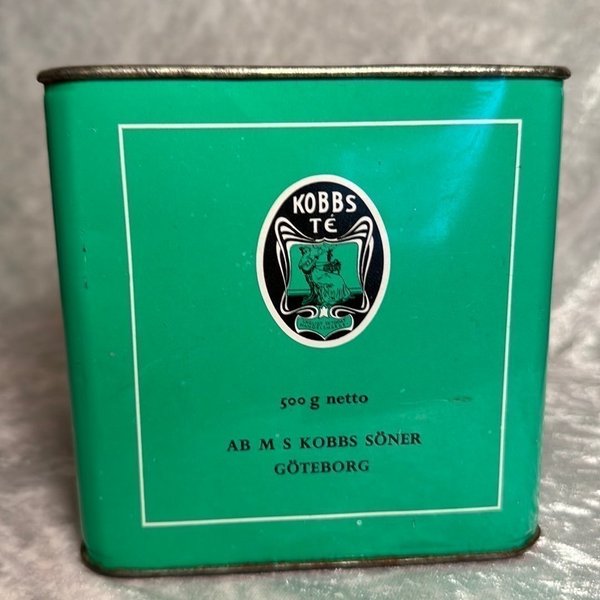 KOBBS
TÉ
500 g netto
AB M S KOBBS SÖNER
GÖTEBORG